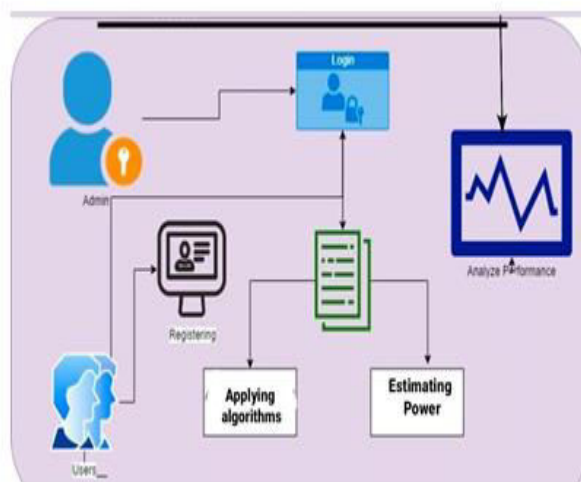 Login
Admin
Analyze Performance
Registering
Applying
algorithms
Estimating
Power
Users